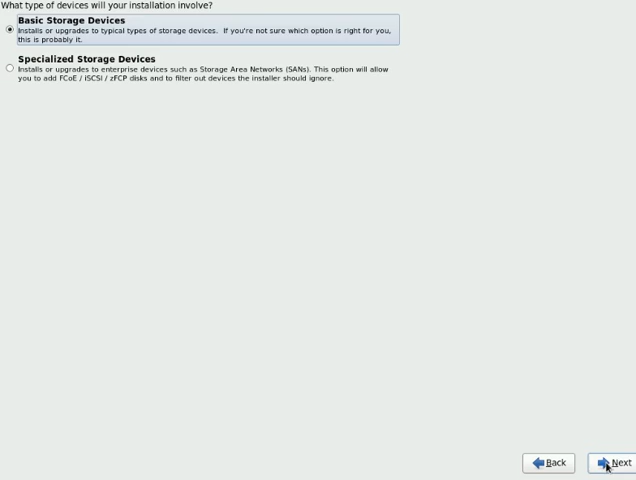 What type of devices will your installation involve?
Basic Storage Devices
Installs or upgrades to typical types of storage devices.  If you're not sure which option is right for you,
this is probably it.
Specialized Storage Devices
Installs or upgrades to enterprise devices such as Storage Area Networks (SANs). This option will allow
you to add FCoE / iSCSI / zFCP disks and to filter out devices the installer should ignore.
Back
Next